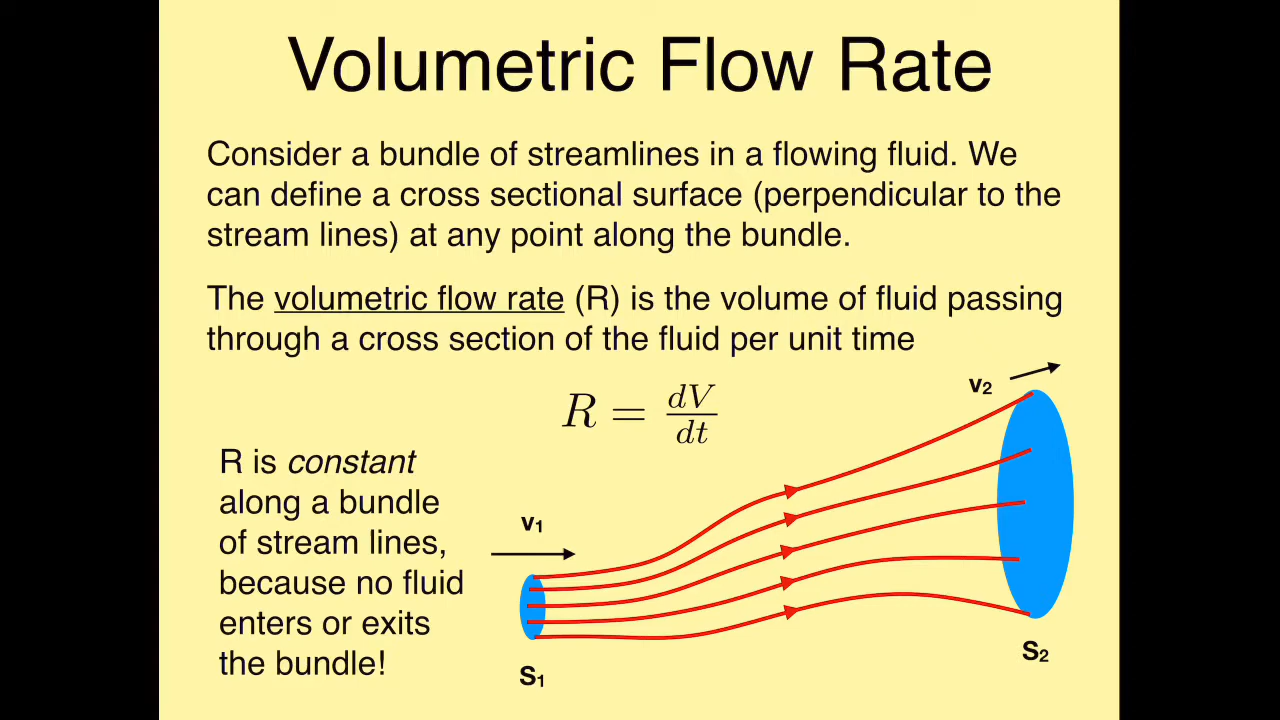 Volumetric Flow Rate
Consider a bundle of streamlines in a flowing fluid. We
can define a cross sectional surface (perpendicular to the
stream lines) at any point along the bundle.
The volumetric flow rate (R) is the volume of fluid passing
through a cross section of the fluid per unit time
R = dV/dt
R is constant
along a bundle
of stream lines,
because no fluid
enters or exits
the bundle!
v₁
S₁
v₂
S₂